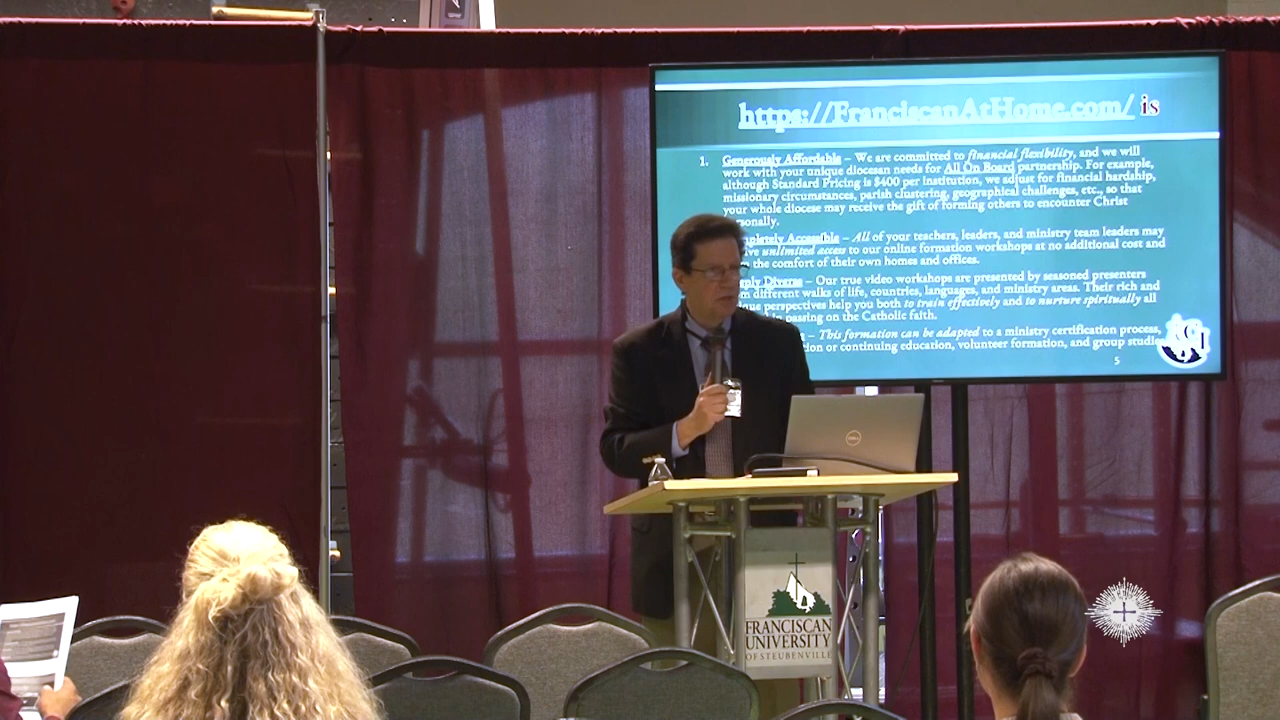 https://FranciscanAtHome.com/ is
1. Generously Affordable – We are committed to financial flexibility, and we will
work with your unique diocesan needs for All On Board partnership. For example,
although Standard Pricing is $400 per institution, we adjust for financial hardship,
missionary circumstances, parish clustering, geographical challenges, etc., so that
your whole diocese may receive the gift of forming others to encounter Christ
Accessible – All of your teachers, leaders, and ministry team leaders may
unlimited access to our online formation workshops at no additional cost and
the comfort of their own homes and offices.
Diverse – Our true video workshops are presented by seasoned presenters
different walks of life, countries, languages, and ministry areas. Their rich and
perspectives help you both to train effectively and to nurture spiritually all
in passing on the Catholic faith.
– This formation can be adapted to a ministry certification process,
or continuing education, volunteer formation, and group
5
DELL
FRANCISCAN
UNIVERSITY
OF STEUBENVILLE